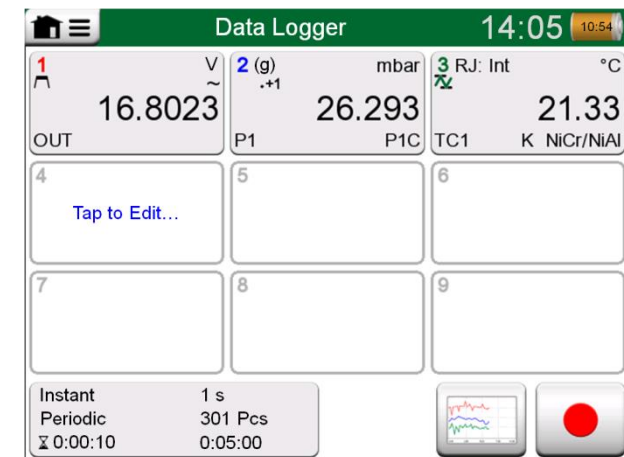 Data Logger 14:05 10:54
1 V ~
16.8023
OUT
2 (g) mbar
.+1
26.293
P1 P1C
3 RJ: Int °C
21.33
TC1 K NiCr/NiAl
4 5 6
Tap to Edit...
7 8 9
Instant 1 s
Periodic 301 Pcs
0:00:10 0:05:00